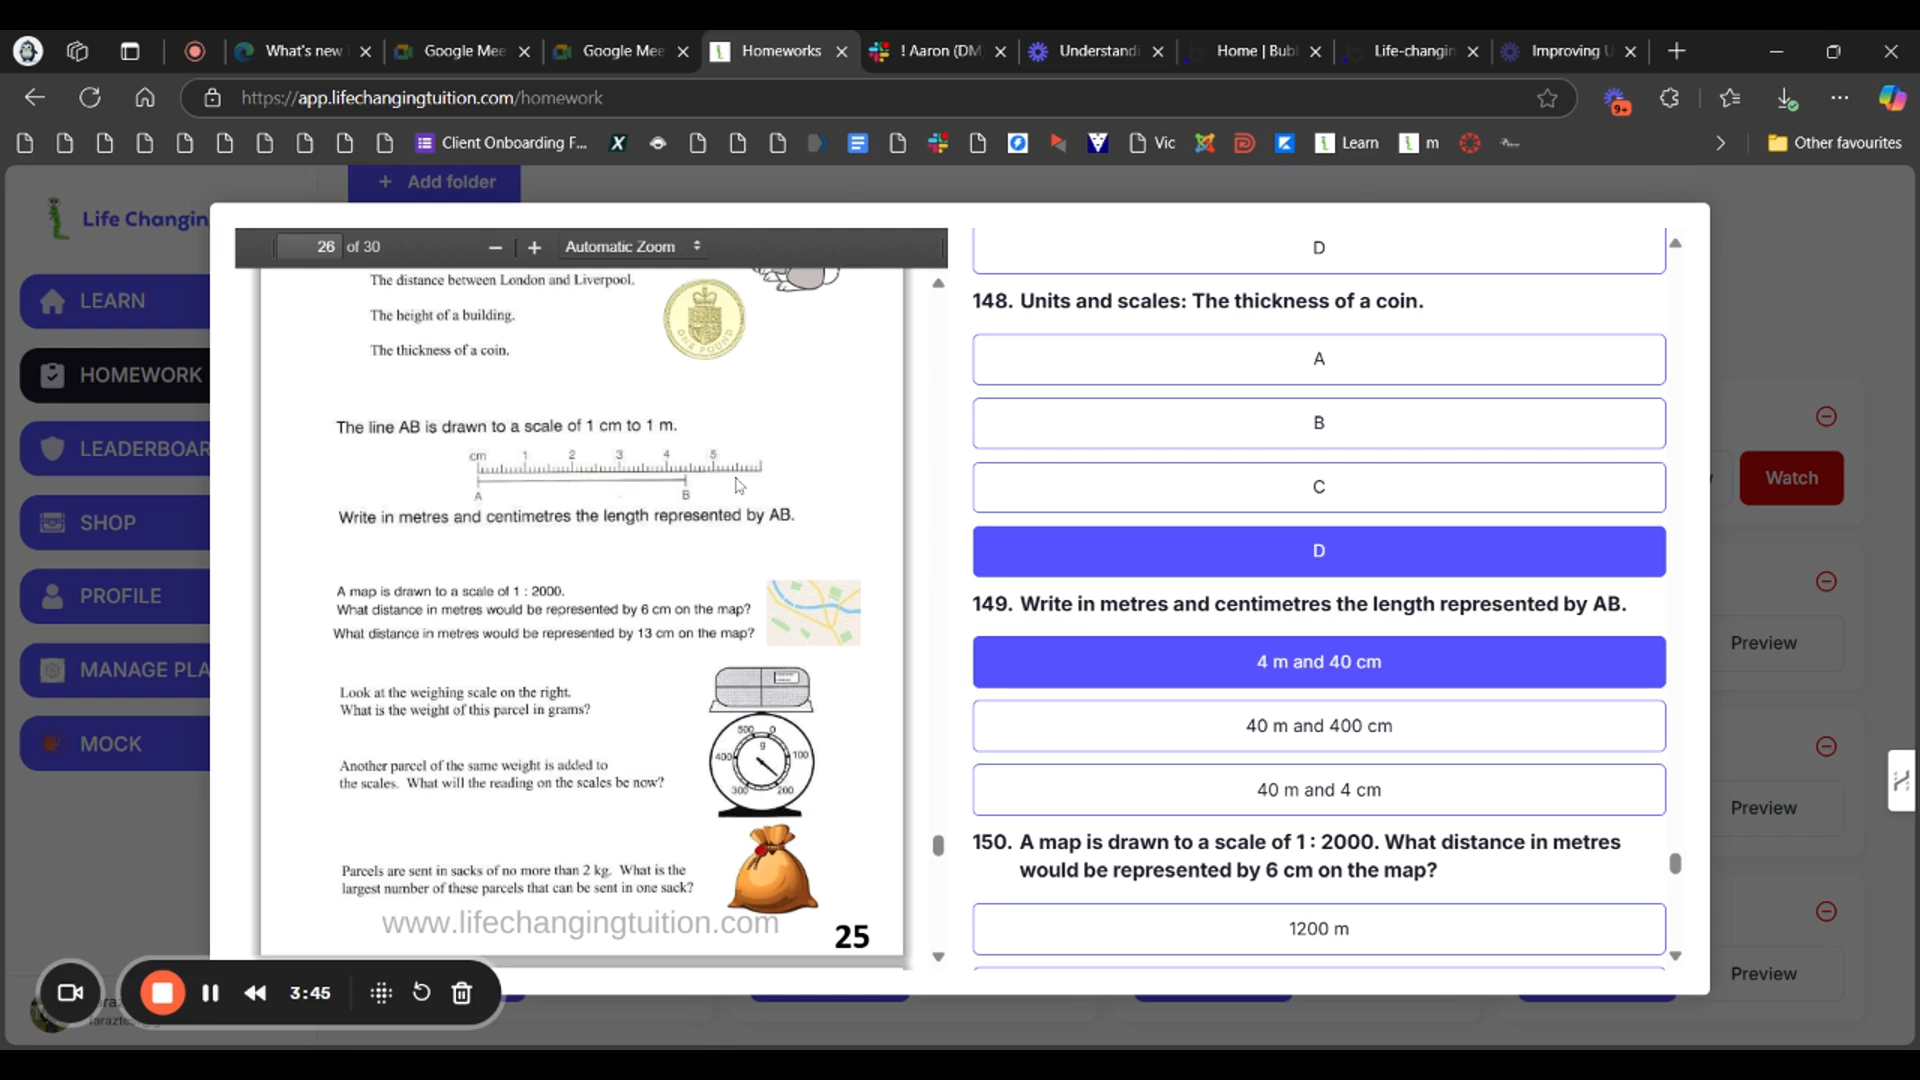 What's new
Google Mee
Google Mee
Homeworks
! Aaron (DM
Understandi
Home | Bubl
Life-changin
Improving U
https://app.lifechangingtuition.com/homework
9+
Client Onboarding F...
Vic
Learn
m
Other favourites
+ Add folder
Life Changin
LEARN
HOMEWORK
LEADERBOAR
SHOP
PROFILE
MANAGE PLA
MOCK
26 of 30
Automatic Zoom
The distance between London and Liverpool.
The height of a building.
The thickness of a coin.
ONE POUND
The line AB is drawn to a scale of 1 cm to 1 m.
cm 1 2 3 4 5
A B
Write in metres and centimetres the length represented by AB.
A map is drawn to a scale of 1 : 2000.
What distance in metres would be represented by 6 cm on the map?
What distance in metres would be represented by 13 cm on the map?
Look at the weighing scale on the right.
What is the weight of this parcel in grams?
500 0
g
400 100
300 200
Another parcel of the same weight is added to
the scales. What will the reading on the scales be now?
Parcels are sent in sacks of no more than 2 kg. What is the
largest number of these parcels that can be sent in one sack?
www.lifechangingtuition.com
25
D
148. Units and scales: The thickness of a coin.
A
B
C
D
149. Write in metres and centimetres the length represented by AB.
4 m and 40 cm
40 m and 400 cm
40 m and 4 cm
150. A map is drawn to a scale of 1 : 2000. What distance in metres
would be represented by 6 cm on the map?
1200 m
Watch
Preview
Preview
Preview
3:45